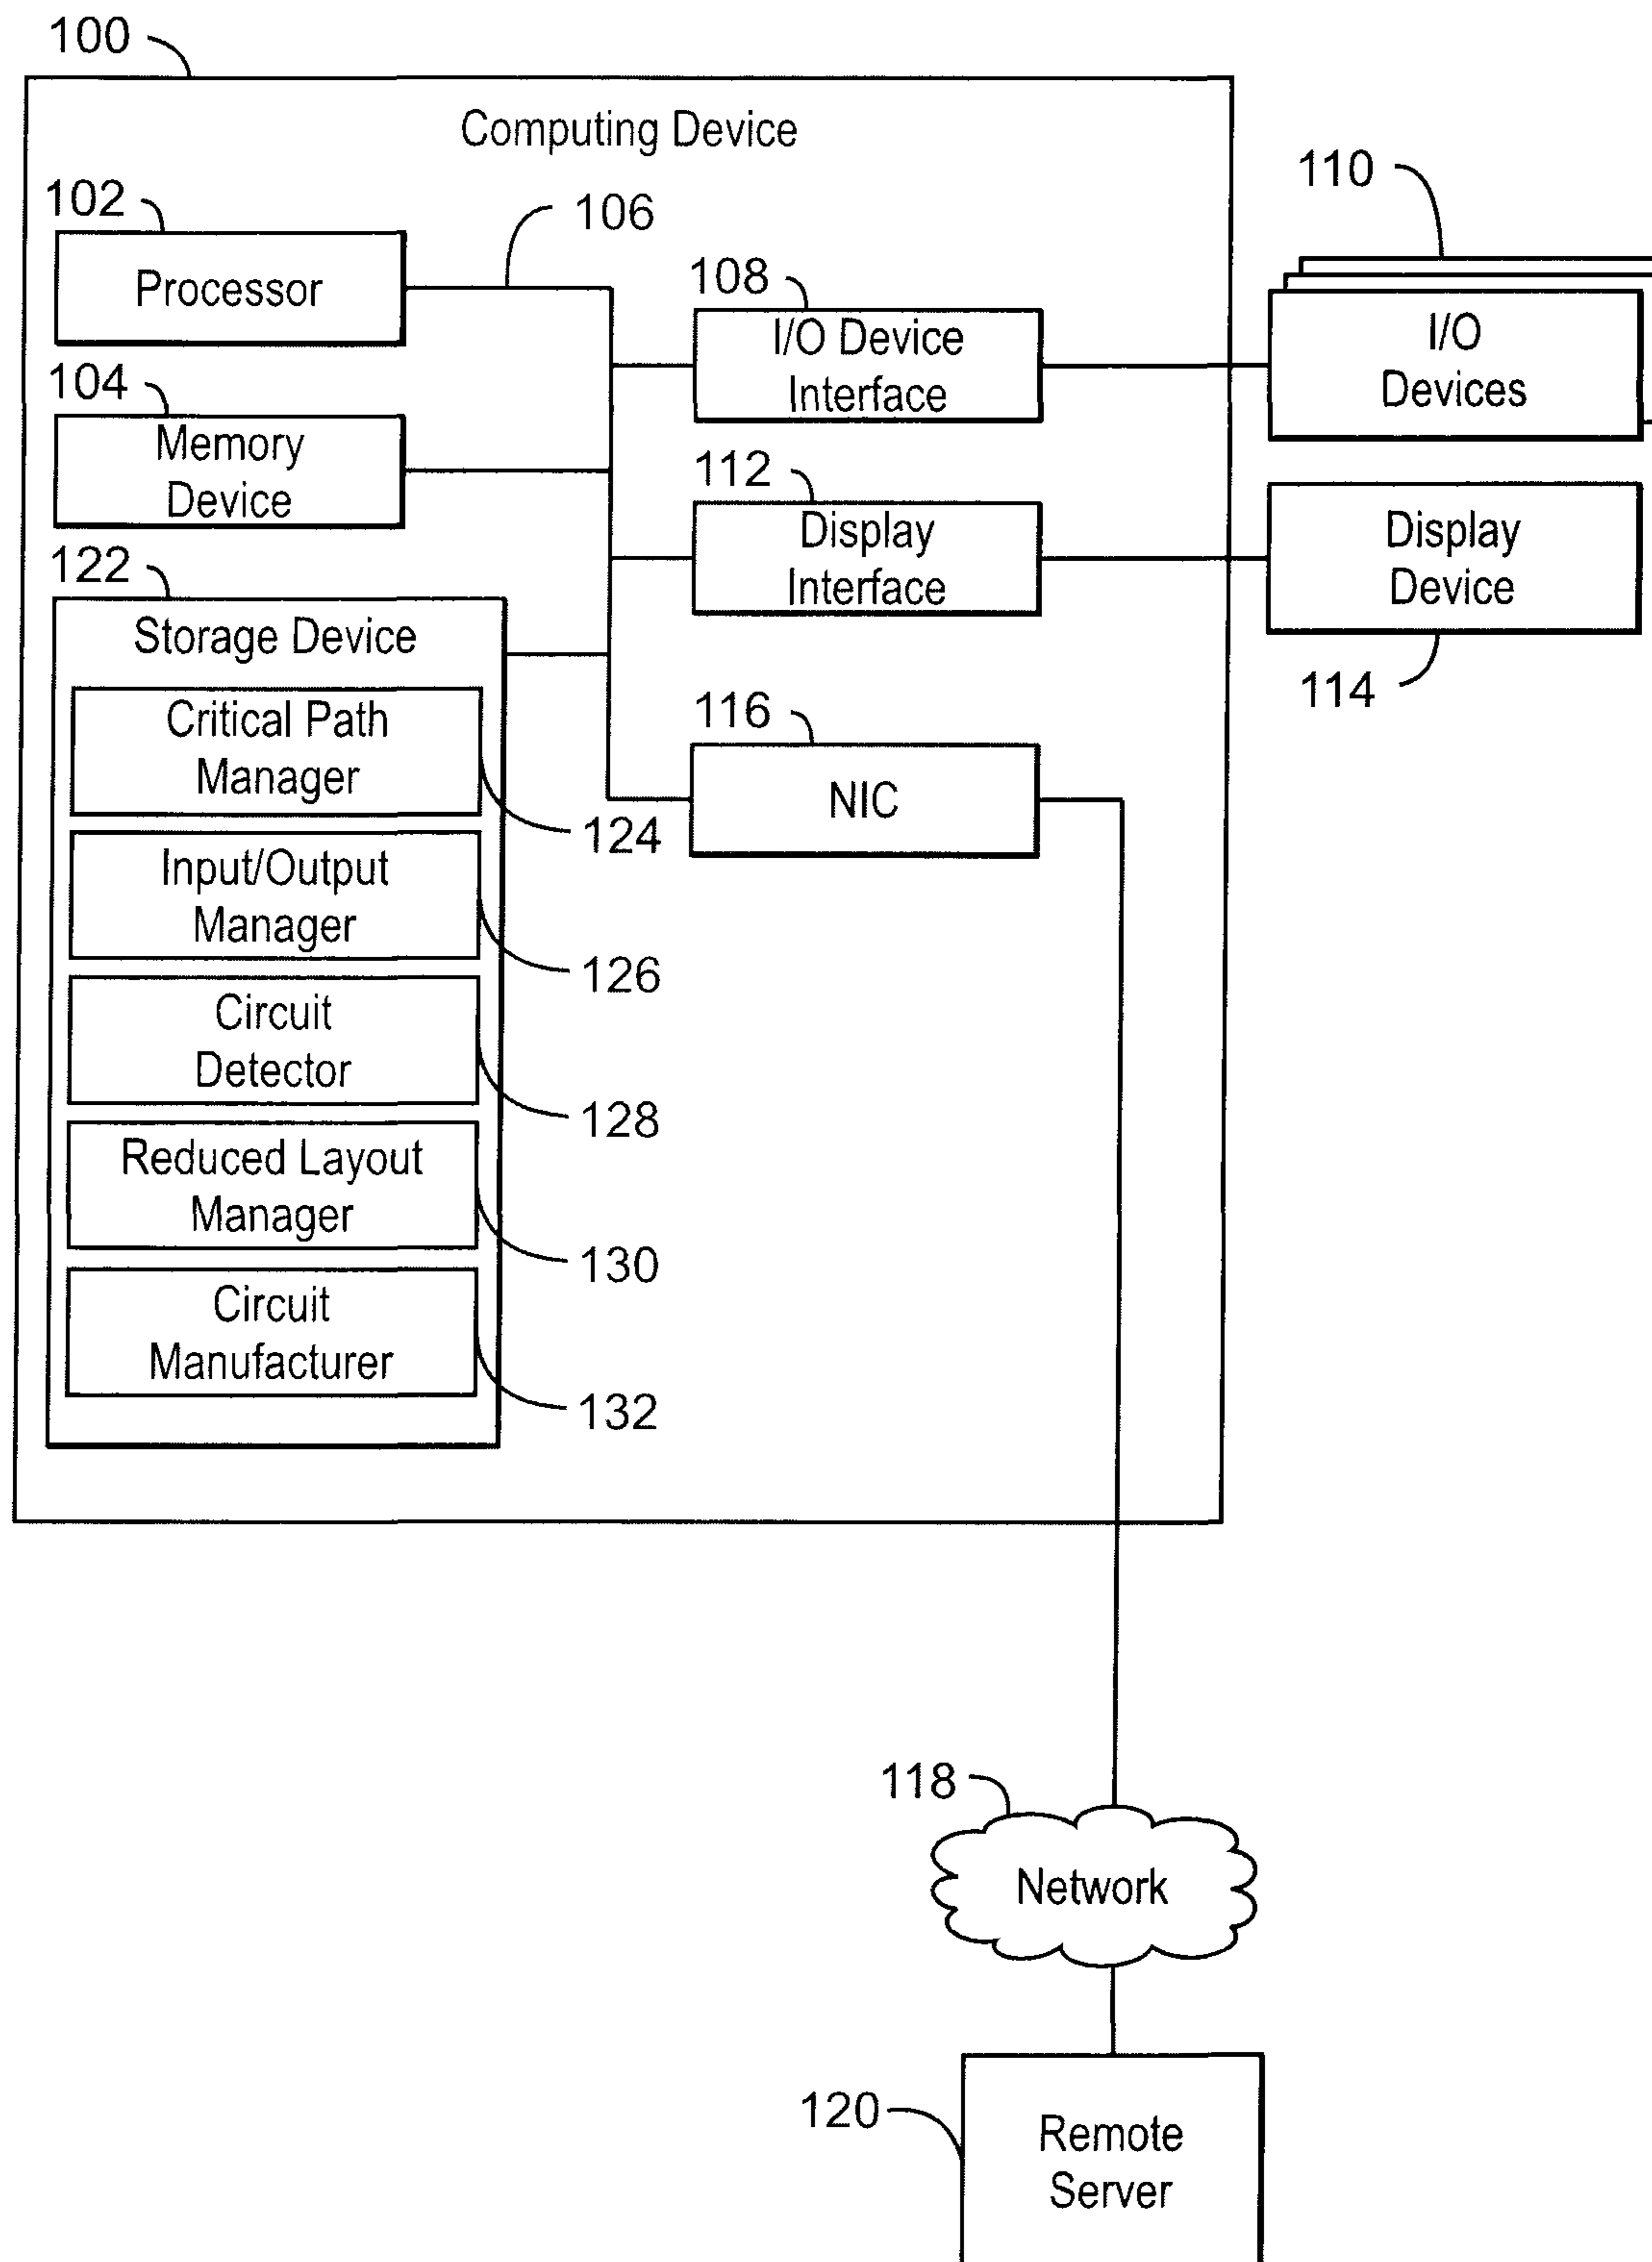 100
Computing Device
102
Processor
106
104
Memory
Device
108
I/O Device
Interface
110
I/O
Devices
112
Display
Interface
Display
Device
114
122
Storage Device
Critical Path
Manager
124
Input/Output
Manager
126
Circuit
Detector
128
Reduced Layout
Manager
130
Circuit
Manufacturer
132
116
NIC
118
Network
120
Remote
Server